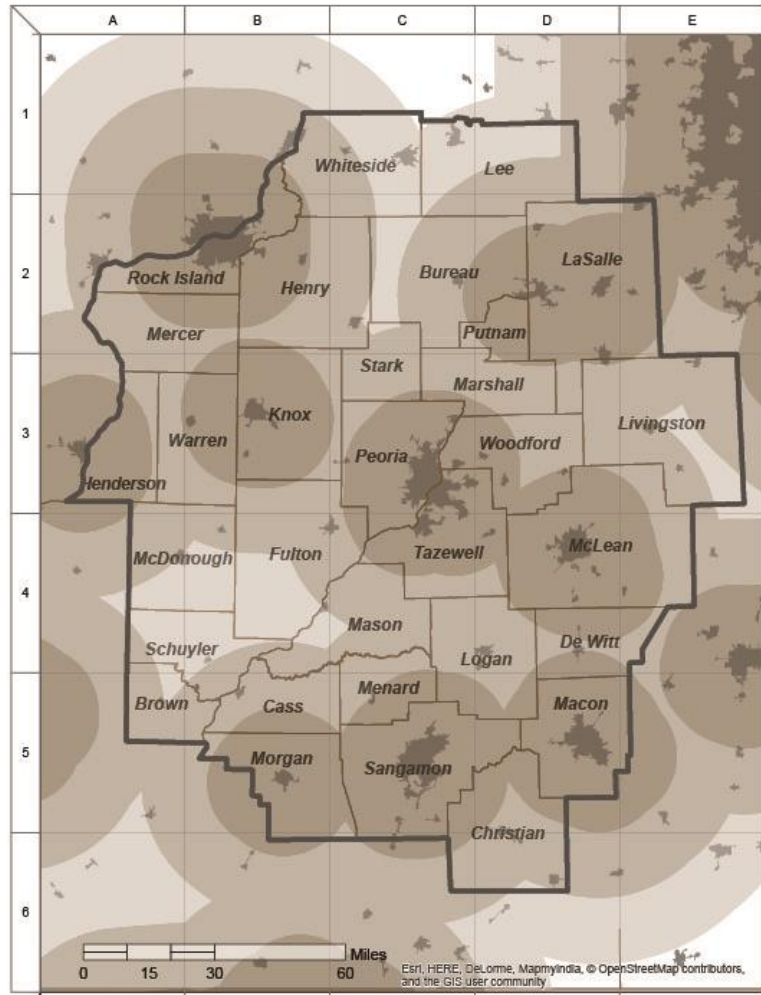 A B C D E
1
Whiteside Lee
2
Rock Island Henry Bureau LaSalle
Mercer Putnam
Stark Marshall
3
Knox Livingston
Warren Peoria Woodford
Henderson
4
McDonough Fulton Tazewell McLean
Mason
Schuyler Logan De Witt
Brown Cass Menard Macon
5
Morgan Sangamon
Christian
6
Miles
0 15 30 60
Esri, HERE, DeLorme, MapmyIndia, © OpenStreetMap contributors,
and the GIS user community